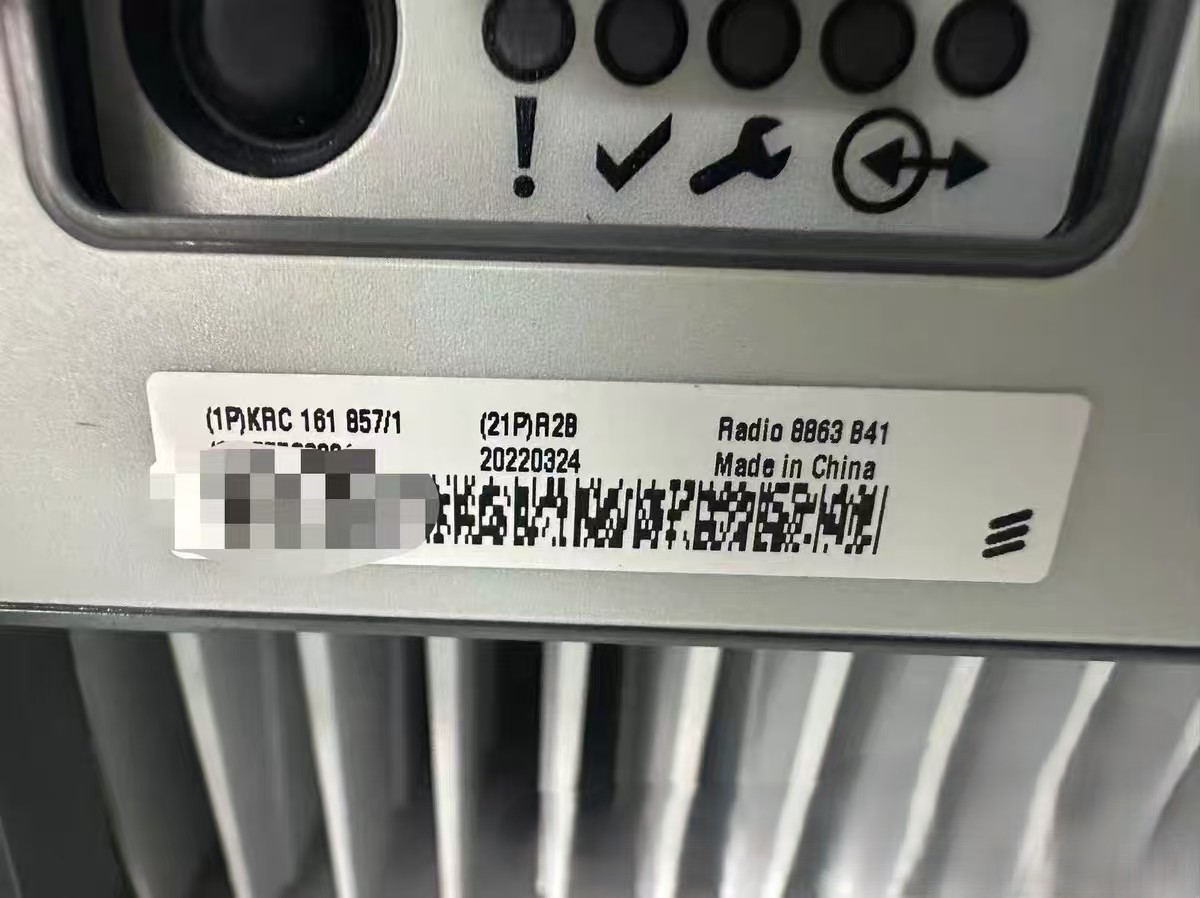 (1P)KRC 161 857/1
(21P)R2B
Radio 8863 B41
20220324
Made in China